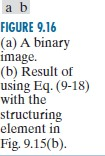 a b
FIGURE 9.16
(a) A binary
image.
(b) Result of
using Eq. (9-18)
with the
structuring
element in
Fig. 9.15(b).